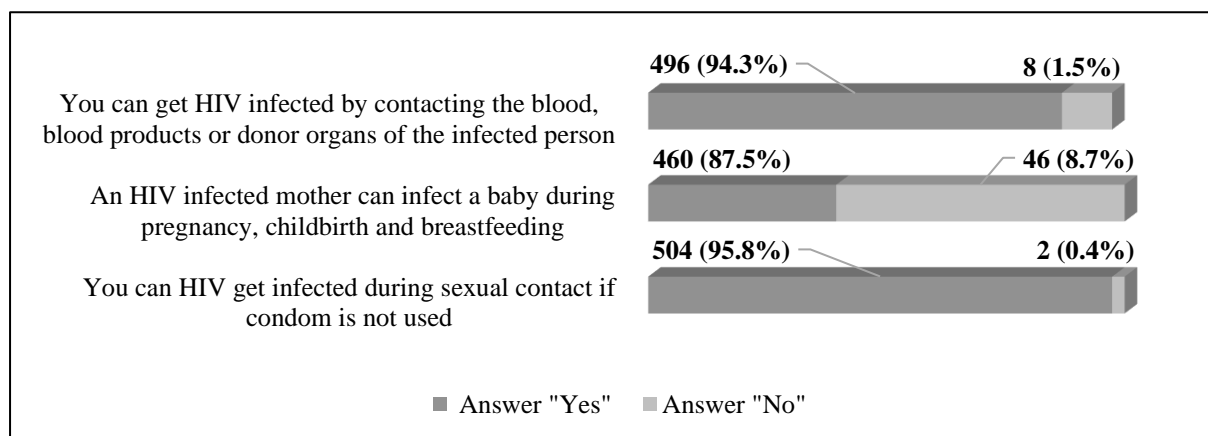 496 (94.3%) 8 (1.5%)
You can get HIV infected by contacting the blood,
blood products or donor organs of the infected person
460 (87.5%) 46 (8.7%)
An HIV infected mother can infect a baby during
pregnancy, childbirth and breastfeeding
504 (95.8%) 2 (0.4%)
You can HIV get infected during sexual contact if
condom is not used
Answer "Yes" Answer "No"